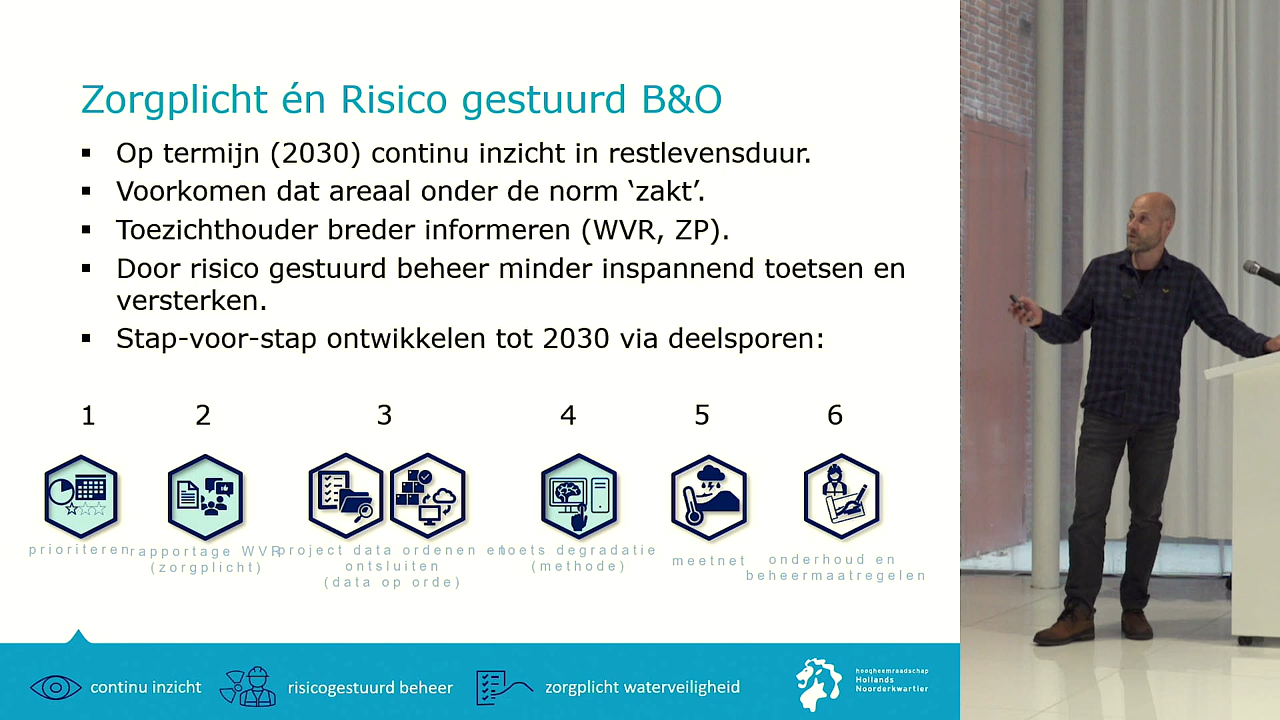 Zorgplicht én Risico gestuurd B&O
▪ Op termijn (2030) continu inzicht in restlevensduur.
▪ Voorkomen dat areaal onder de norm ‘zakt’.
▪ Toezichthouder breder informeren (WVR, ZP).
▪ Door risico gestuurd beheer minder inspannend toetsen en
versterken.
▪ Stap-voor-stap ontwikkelen tot 2030 via deelsporen:
1 2 3 4 5 6
prioriteren
rapportage WVR
(zorgplicht)
project data ordenen en
ontsluiten
(data op orde)
toets degradatie
(methode)
meetnet
onderhoud en
beheermaatregelen
continu inzicht
risicogestuurd beheer
zorgplicht waterveiligheid
hoogheemraadschap
Hollands
Noorderkwartier